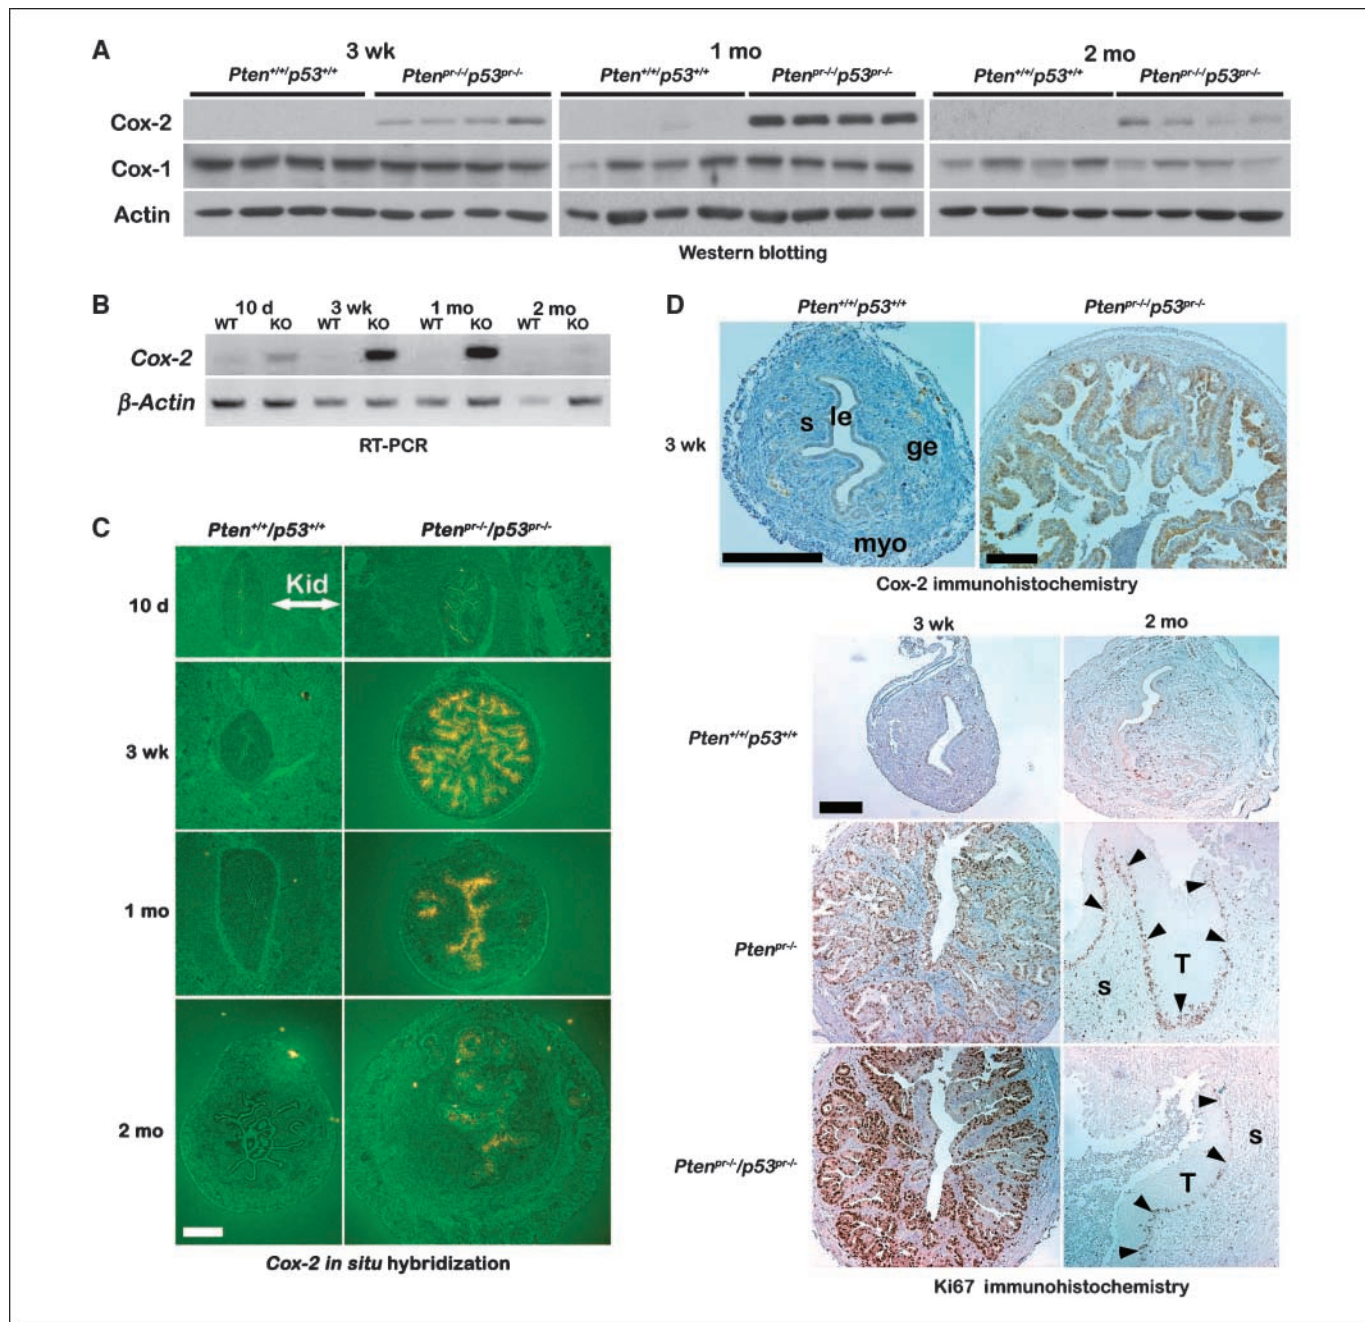 A
3 wk 1 mo 2 mo
Pten+/+/p53+/+ Ptenpr-/-/p53pr-/- Pten+/+/p53+/+ Ptenpr-/-/p53pr-/- Pten+/+/p53+/+ Ptenpr-/-/p53pr-/-
Cox-2
Cox-1
Actin
Western blotting
B
10 d 3 wk 1 mo 2 mo
WT KO WT KO WT KO WT KO
Cox-2
β-Actin
RT-PCR
C
Pten+/+/p53+/+ Ptenpr-/-/p53pr-/-
Kid
10 d
3 wk
1 mo
2 mo
Cox-2 in situ hybridization
D
Pten+/+/p53+/+ Ptenpr-/-/p53pr-/-
3 wk
s le ge
myo
Cox-2 immunohistochemistry
3 wk 2 mo
Pten+/+/p53+/+
Ptenpr-/-
T
s
Ptenpr-/-/p53pr-/-
s
T
Ki67 immunohistochemistry